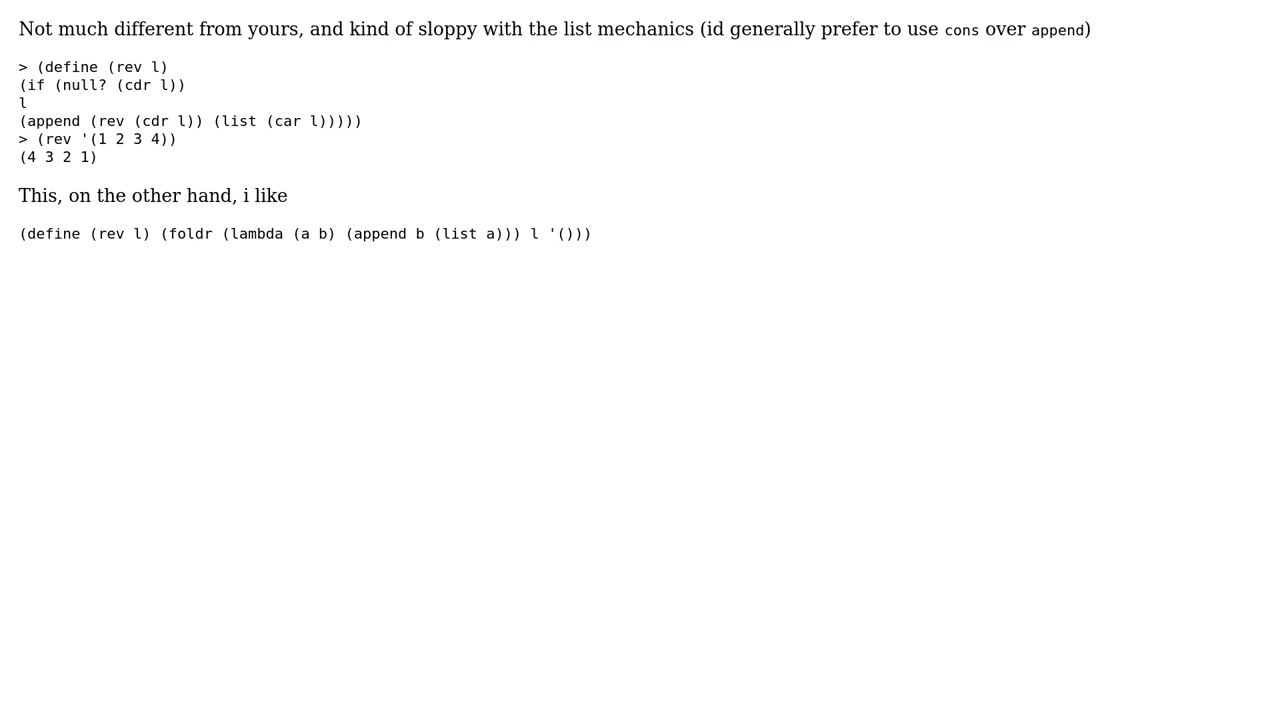 Not much different from yours, and kind of sloppy with the list mechanics (id generally prefer to use cons over append)
> (define (rev l)
(if (null? (cdr l))
l
(append (rev (cdr l)) (list (car l)))))
> (rev '(1 2 3 4))
(4 3 2 1)
This, on the other hand, i like
(define (rev l) (foldr (lambda (a b) (append b (list a))) l '()))